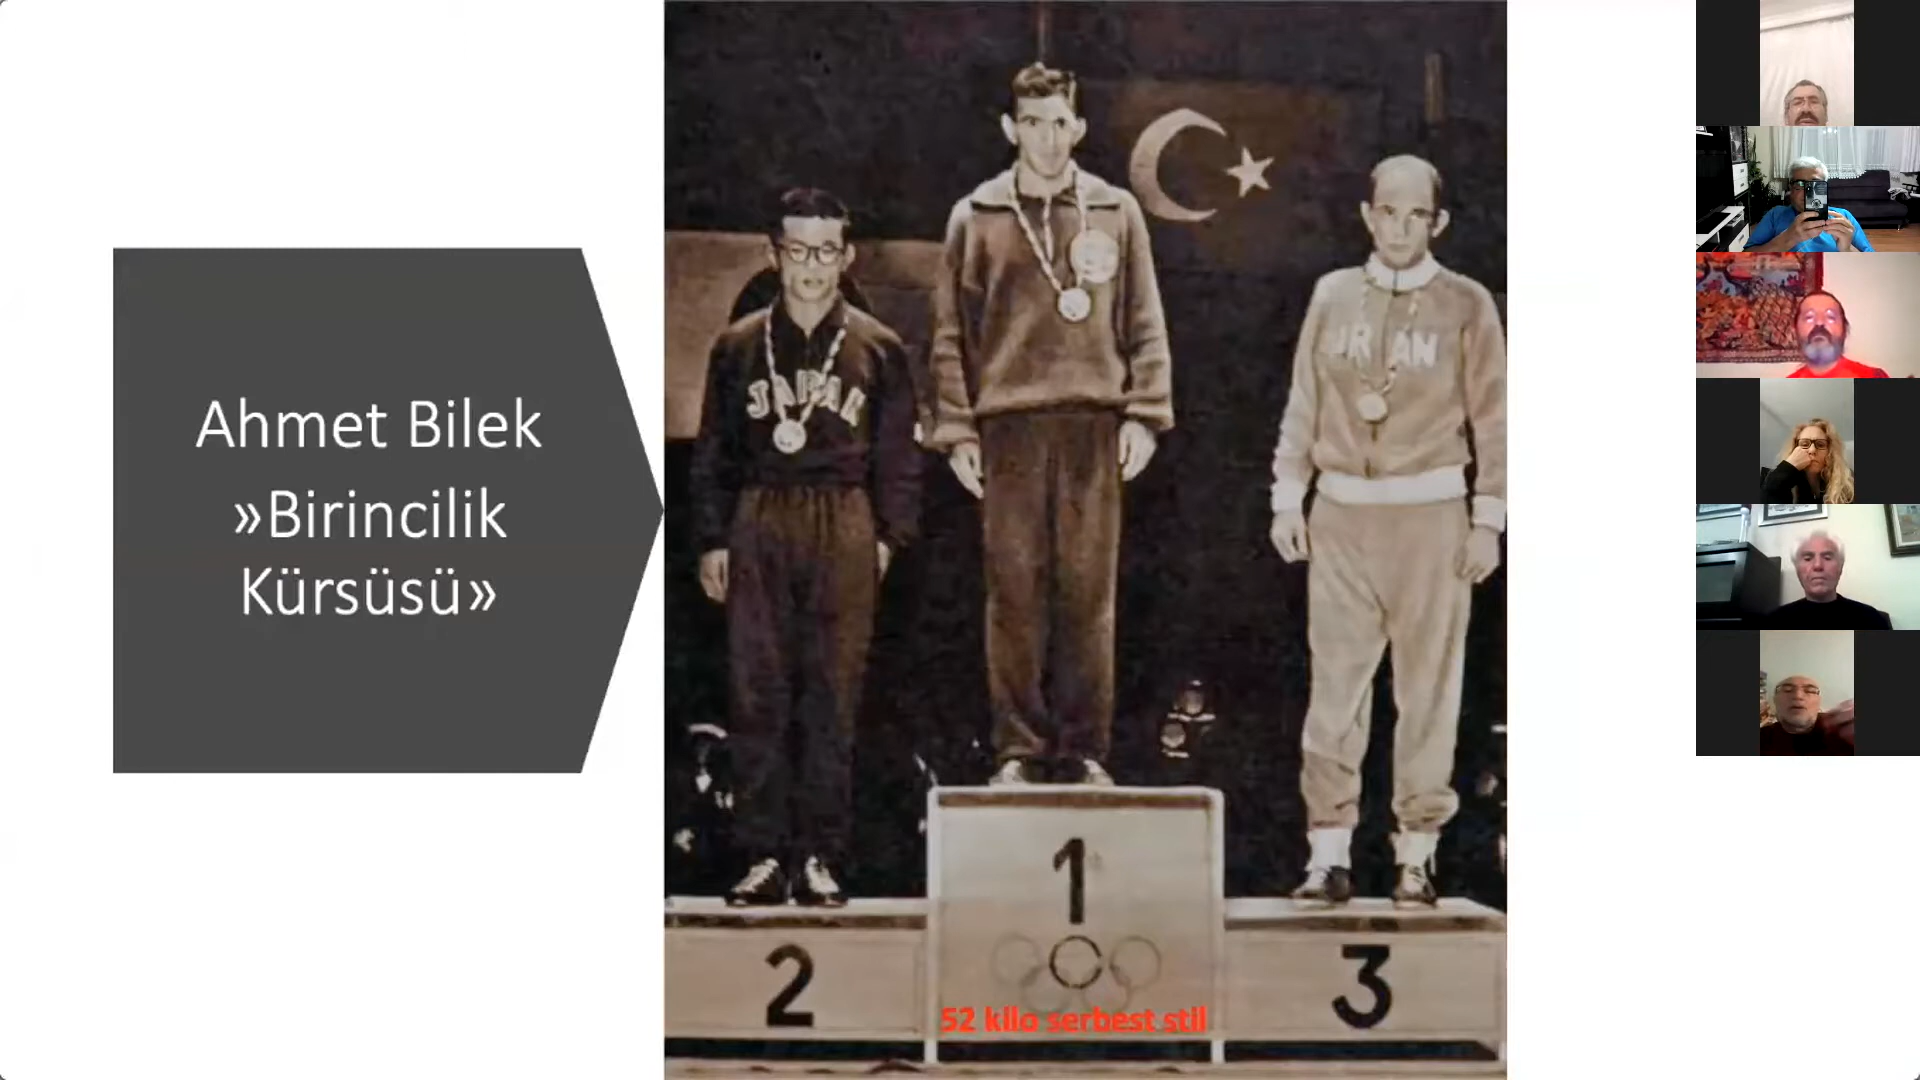 Ahmet Bilek
»Birincilik
Kürsüsü»
JAPAN
IRAN
1
2
3
52 kilo serbest stil